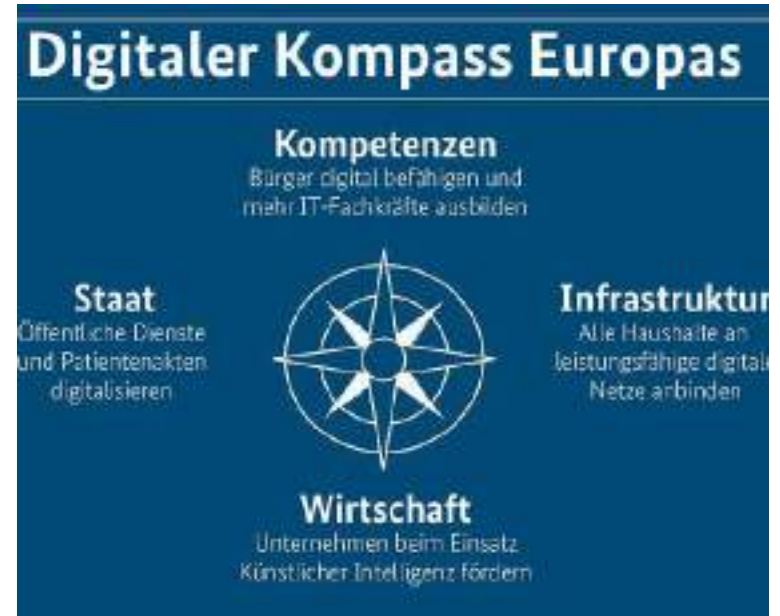 Digitaler Kompass Europas
Kompetenzen
Bürger digital befähigen und
mehr IT-Fachkräfte ausbilden
Staat
Öffentliche Dienste
und Patientenakten
digitalisieren
Infrastruktur
Alle Haushalte an
leistungsfähige digitale
Netze anbinden
Wirtschaft
Unternehmen beim Einsatz
Künstlicher Intelligenz fördern